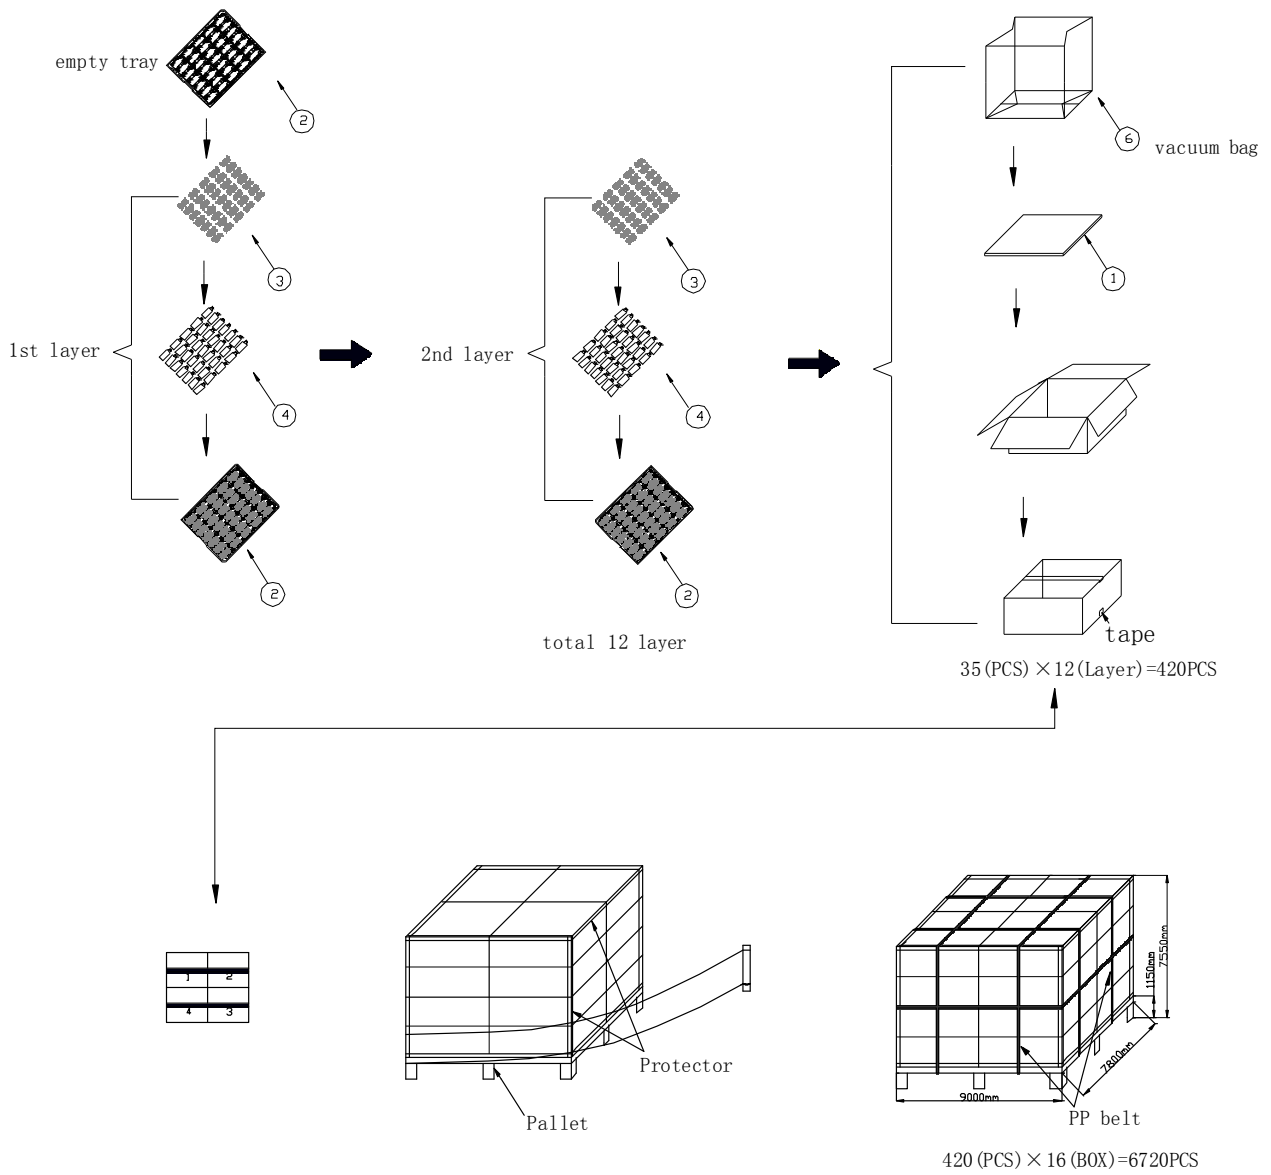 empty tray
2
3
1st layer
4
2
3
2nd layer
4
2
total 12 layer
6
vacuum bag
1
tape
35(PCS)×12(Layer)=420PCS
1 2
4 3
Protector
Pallet
1150mm
7550mm
7800mm
9000mm
PP belt
420(PCS)×16(BOX)=6720PCS